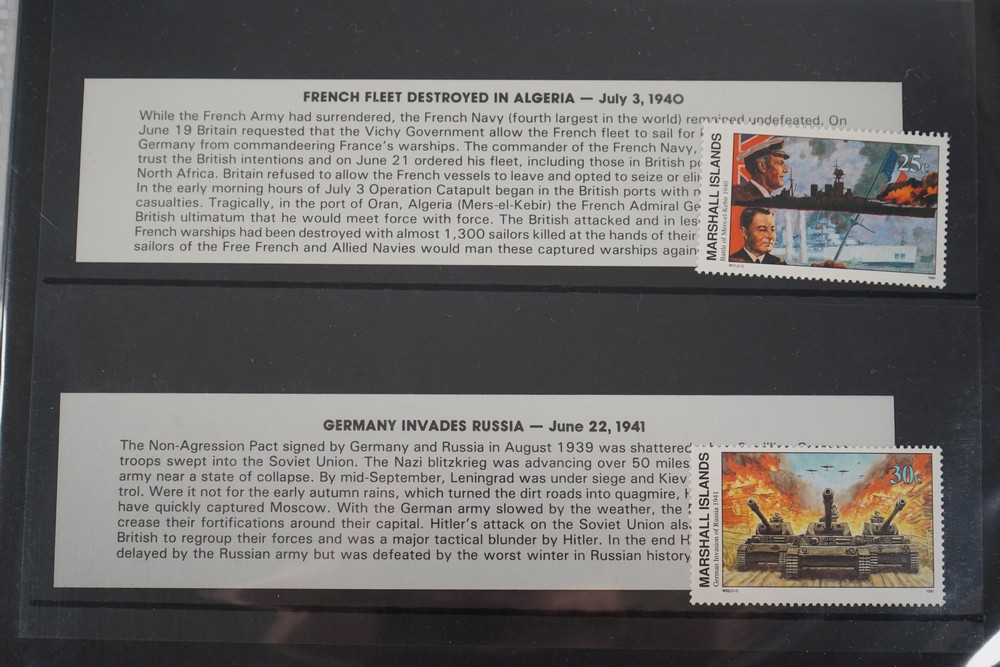 FRENCH FLEET DESTROYED IN ALGERIA — July 3, 1940
While the French Army had surrendered, the French Navy (fourth largest in the world) remained undefeated. On
June 19 Britain requested that the Vichy Government allow the French fleet to sail for
Germany from commandeering France's warships. The commander of the French Navy,
trust the British intentions and on June 21 ordered his fleet, including those in British
North Africa. Britain refused to allow the French vessels to leave and opted to seize or
In the early morning hours of July 3 Operation Catapult began in the British ports with
casualties. Tragically, in the port of Oran, Algeria (Mers-el-Kebir) the French Admiral
British ultimatum that he would meet force with force. The British attacked and in
French warships had been destroyed with almost 1,300 sailors killed at the hands of their
sailors of the Free French and Allied Navies would man these captured warships
MARSHALL ISLANDS
Battle of Mers-el-Kebir 1940
25c
GERMANY INVADES RUSSIA — June 22, 1941
The Non-Agression Pact signed by Germany and Russia in August 1939 was shattered
troops swept into the Soviet Union. The Nazi blitzkrieg was advancing over 50 miles
army near a state of collapse. By mid-September, Leningrad was under siege and Kiev
trol. Were it not for the early autumn rains, which turned the dirt roads into quagmire,
have quickly captured Moscow. With the German army slowed by the weather, the
crease their fortifications around their capital. Hitler's attack on the Soviet Union
British to regroup their forces and was a major tactical blunder by Hitler. In the end
delayed by the Russian army but was defeated by the worst winter in Russian history
MARSHALL ISLANDS
German Invasion of Russia 1941
30c